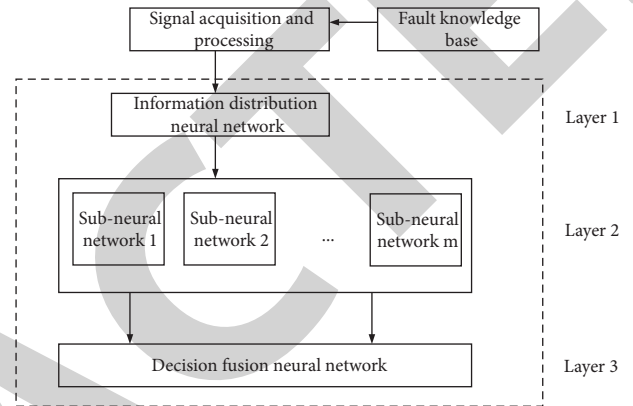 Signal acquisition and
processing
Fault knowledge
base
Information distribution
neural network
Layer 1
Sub-neural
network 1
Sub-neural
network 2
...
Sub-neural
network m
Layer 2
Decision fusion neural network
Layer 3